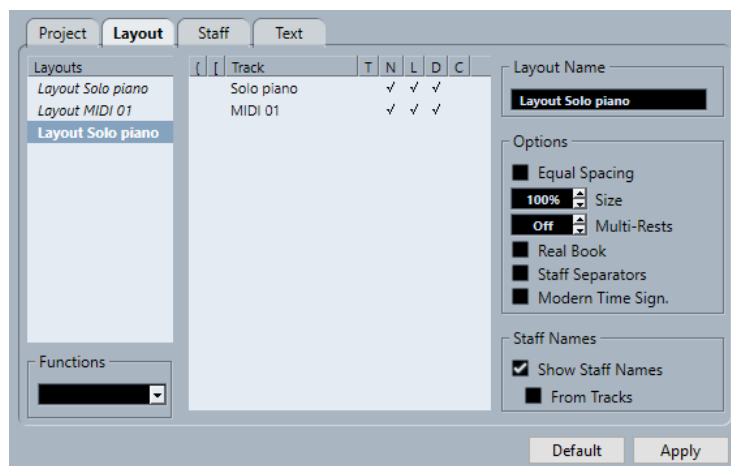 Project Layout Staff Text
Layouts
Layout Solo piano
Layout MIDI 01
Layout Solo piano
Functions
{ [ Track T N L D C
Solo piano √ √ √
MIDI 01 √ √ √
Layout Name
Layout Solo piano
Options
Equal Spacing
100% Size
Off Multi-Rests
Real Book
Staff Separators
Modern Time Sign.
Staff Names
Show Staff Names
From Tracks
Default Apply